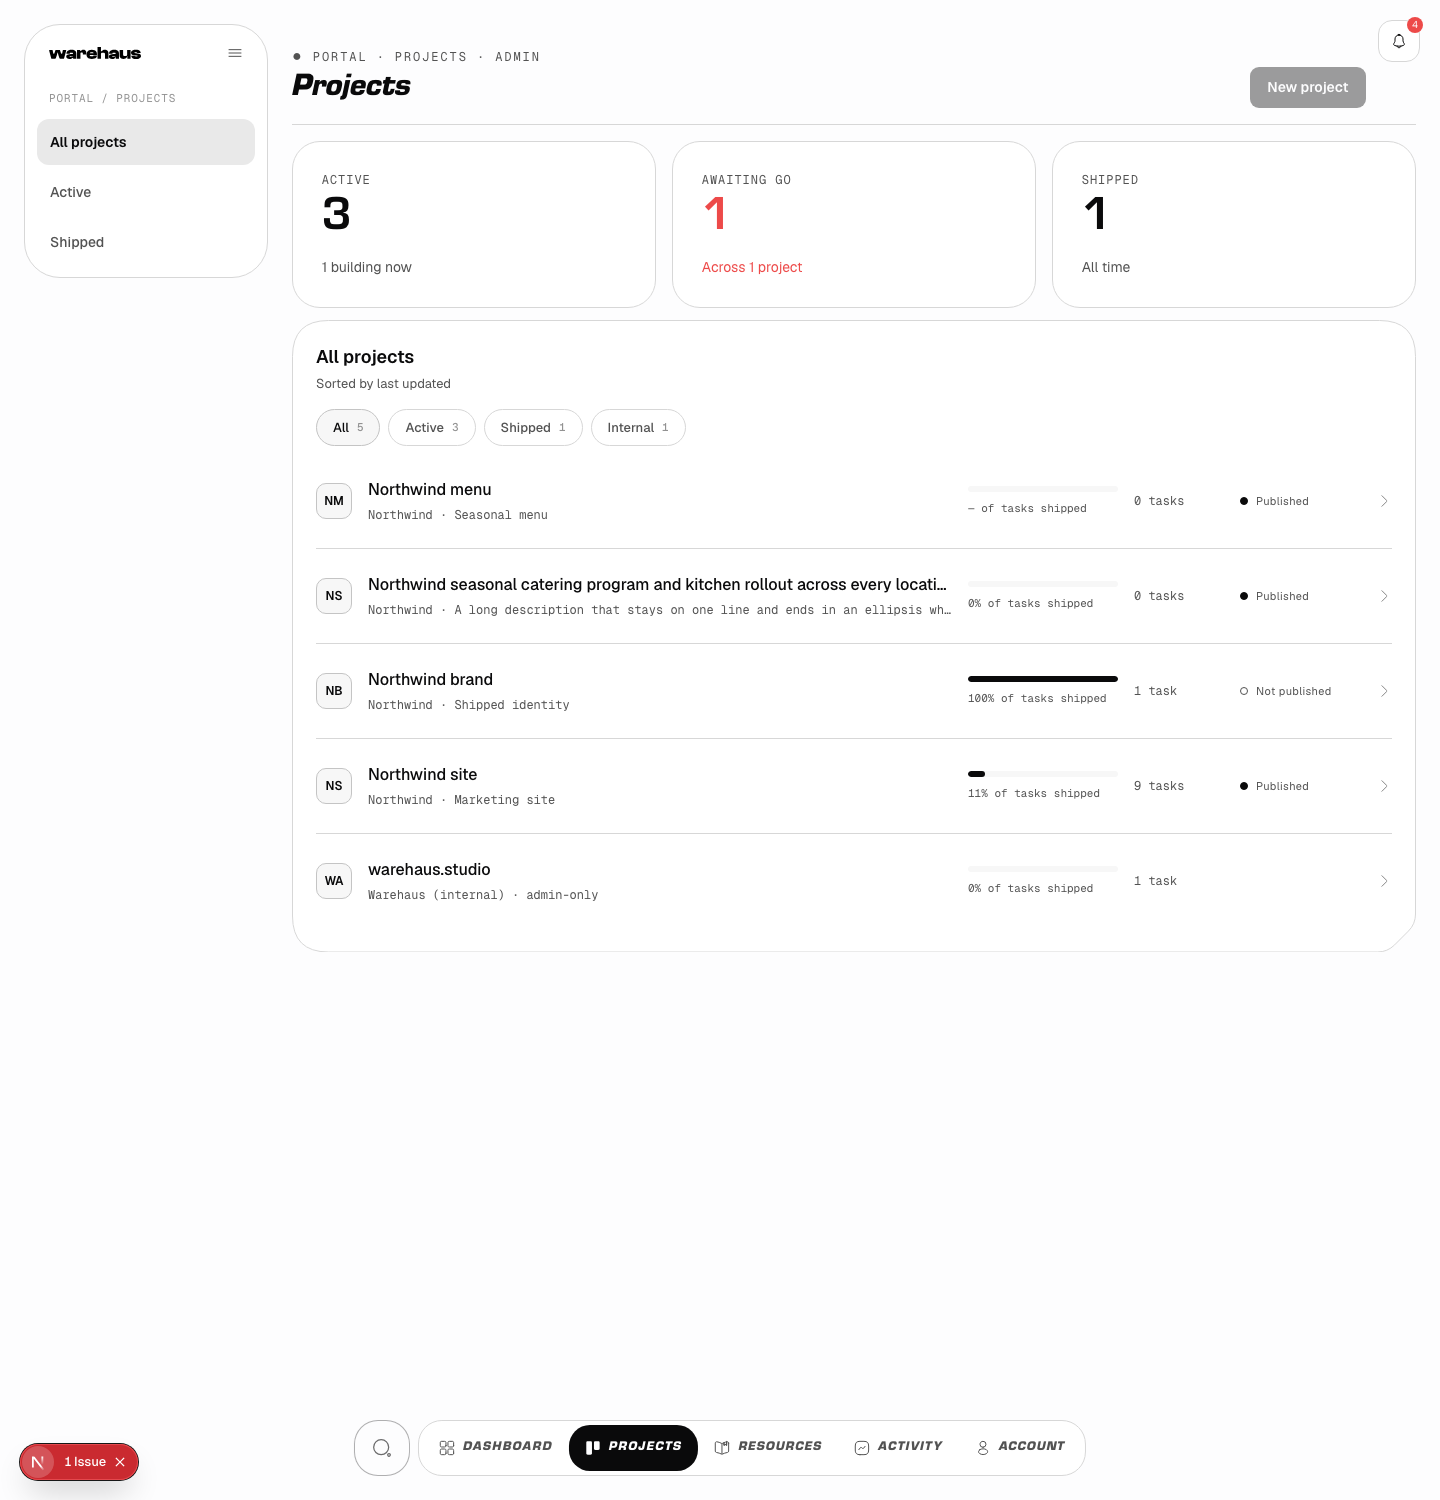 warehaus
PORTAL / PROJECTS
All projects
Active
Shipped
PORTAL · PROJECTS · ADMIN
Projects
4
New project
ACTIVE
3
1 building now
AWAITING GO
1
Across 1 project
SHIPPED
1
All time
All projects
Sorted by last updated
All 5
Active 3
Shipped 1
Internal 1
NM
Northwind menu
Northwind · Seasonal menu
— of tasks shipped
0 tasks
Published
NS
Northwind seasonal catering program and kitchen rollout across every locati...
Northwind · A long description that stays on one line and ends in an ellipsis wh…
0% of tasks shipped
0 tasks
Published
NB
Northwind brand
Northwind · Shipped identity
100% of tasks shipped
1 task
Not published
NS
Northwind site
Northwind · Marketing site
11% of tasks shipped
9 tasks
Published
WA
warehaus.studio
Warehaus (internal) · admin-only
0% of tasks shipped
1 task
N 1 Issue
DASHBOARD
PROJECTS
RESOURCES
ACTIVITY
ACCOUNT